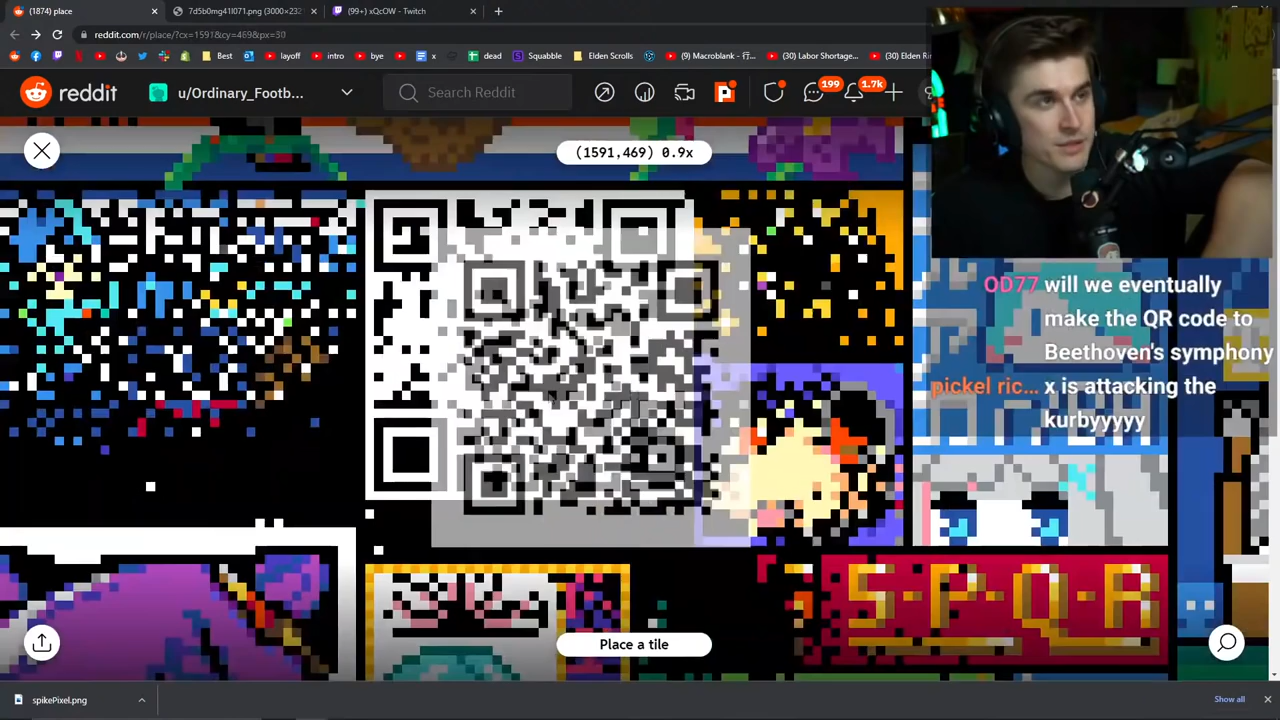 (1874) place
7d5b0mg41l071.png (3000×232
(99+) xQcOW - Twitch
reddit.com/r/place/?cx=1591&cy=469&px=30
Best
layoff
intro
bye
x
dead
Squabble
Elden Scrolls
(9) Macroblank - 行...
(30) Labor Shortage...
(30) Elden R
reddit
u/Ordinary_Footb...
Search Reddit
199
1.7k
(1591,469) 0.9x
OD77 will we eventually
make the QR code to
Beethoven's symphony
pickel ric... x is attacking the
kurbyyyyy
S·P·Q·R
Place a tile
spikePixel.png
Show all